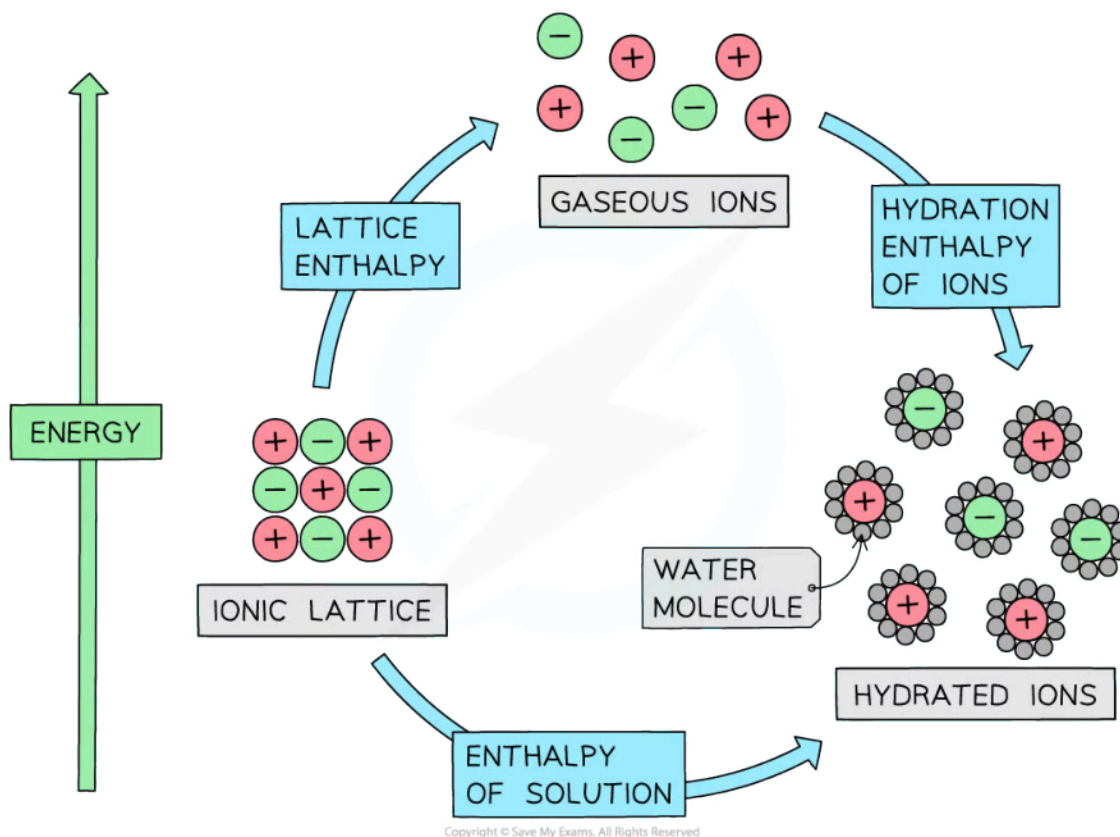 GASEOUS IONS
LATTICE
ENTHALPY
HYDRATION
ENTHALPY
OF IONS
ENERGY
IONIC LATTICE
WATER
MOLECULE
HYDRATED IONS
ENTHALPY
OF SOLUTION
Copyright © Save My Exams. All Rights Reserved